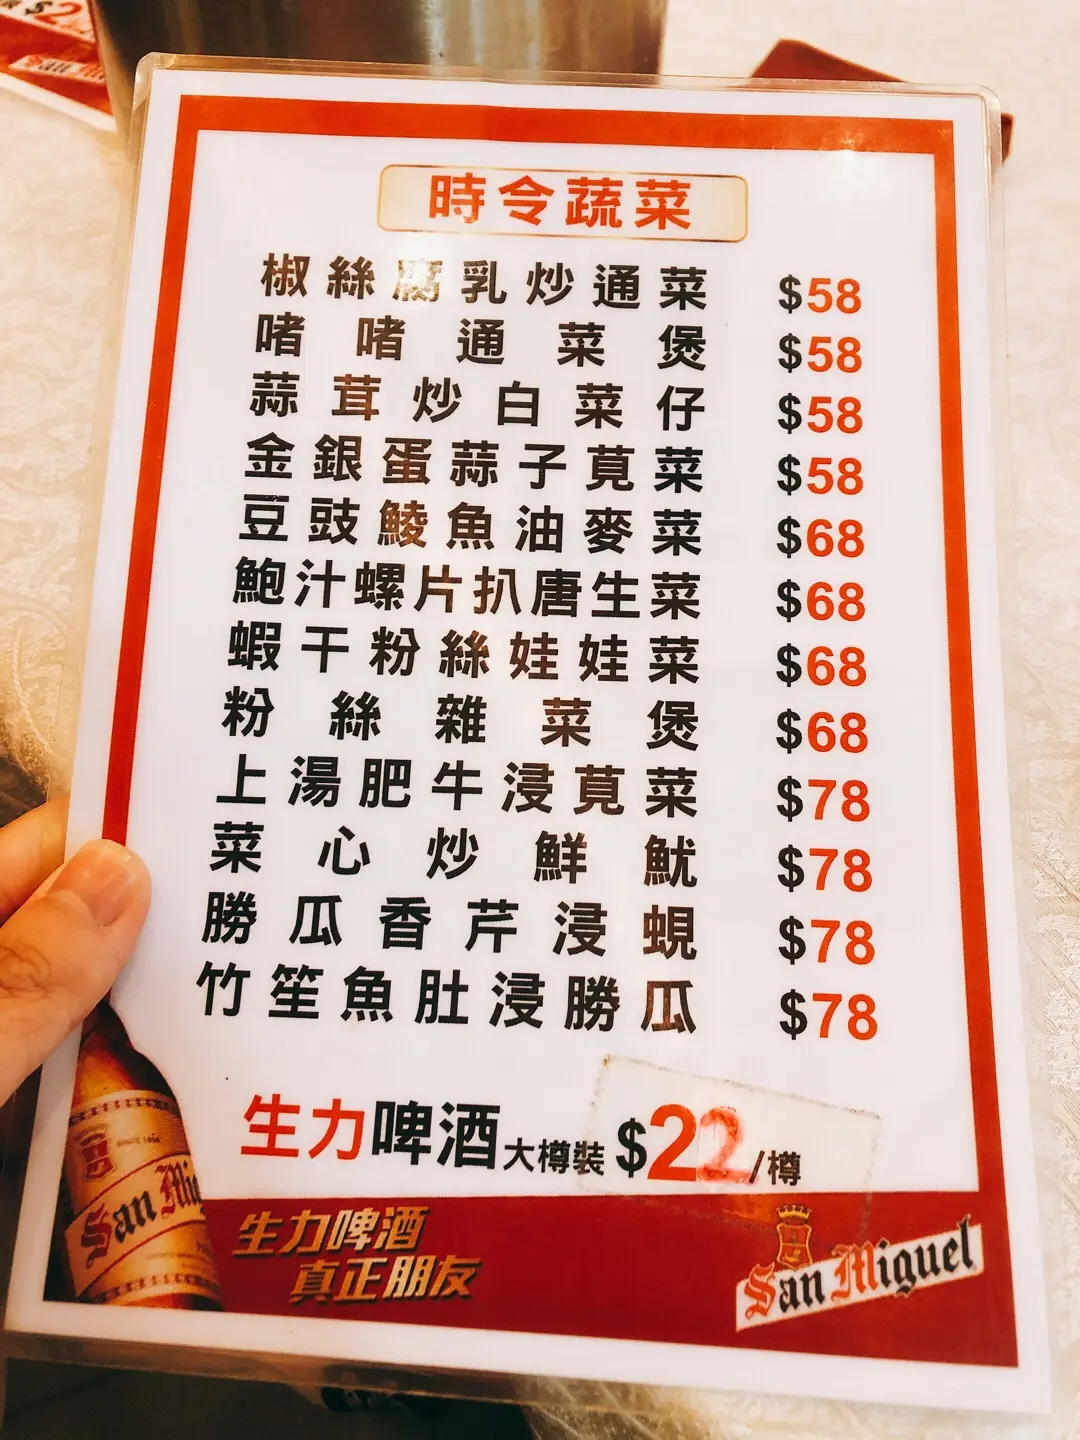 時令蔬菜
椒絲腐乳炒通菜 $58
啫啫通菜煲 $58
蒜茸炒白菜仔 $58
金銀蛋蒜子莧菜 $58
豆豉鯪魚油麥菜 $68
鮑汁螺片扒唐生菜 $68
蝦干粉絲娃娃菜 $68
粉絲雜菜煲 $68
上湯肥牛浸莧菜 $78
菜心炒鮮魷 $78
勝瓜香芹浸蜆 $78
竹笙魚肚浸勝瓜 $78
生力啤酒大樽裝 $22/樽
生力啤酒
真正朋友
San Miguel